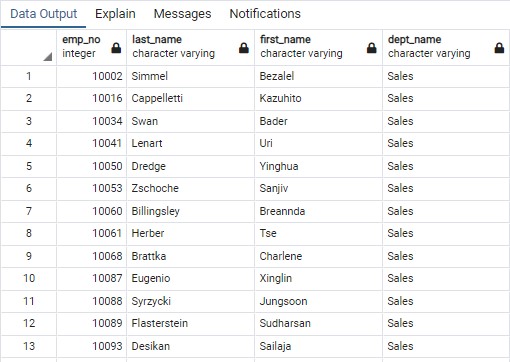 Data Output Explain Messages Notifications
emp_no last_name first_name dept_name
integer character varying character varying character varying
1 10002 Simmel Bezalel Sales
2 10016 Cappelletti Kazuhito Sales
3 10034 Swan Bader Sales
4 10041 Lenart Uri Sales
5 10050 Dredge Yinghua Sales
6 10053 Zschoche Sanjiv Sales
7 10060 Billingsley Breannda Sales
8 10061 Herber Tse Sales
9 10068 Brattka Charlene Sales
10 10087 Eugenio Xinglin Sales
11 10088 Syrzycki Jungsoon Sales
12 10089 Flasterstein Sudharsan Sales
13 10093 Desikan Sailaja Sales